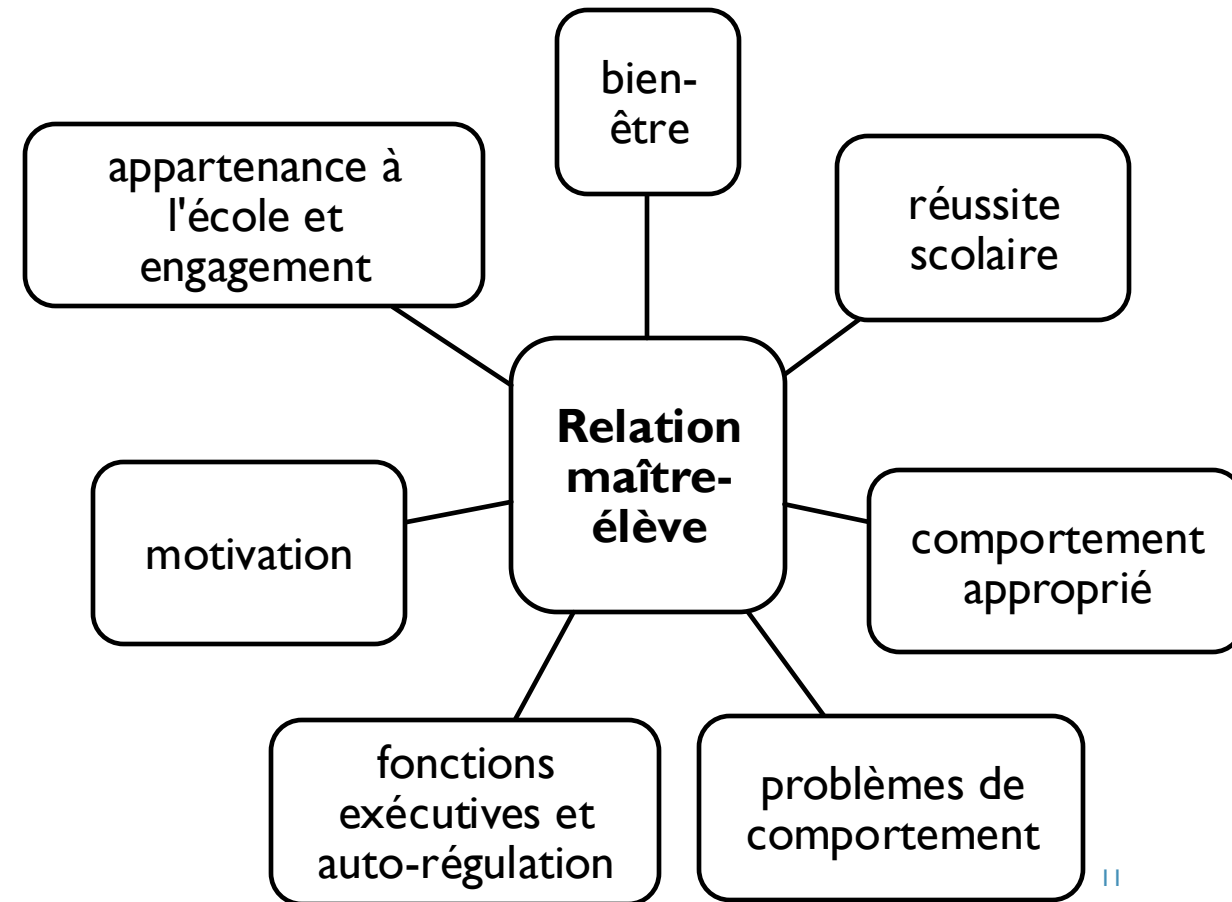 bien-
être
appartenance à
l'école et
engagement
réussite
scolaire
Relation
maître-
élève
motivation
comportement
approprié
fonctions
exécutives et
auto-régulation
problèmes de
comportement
11